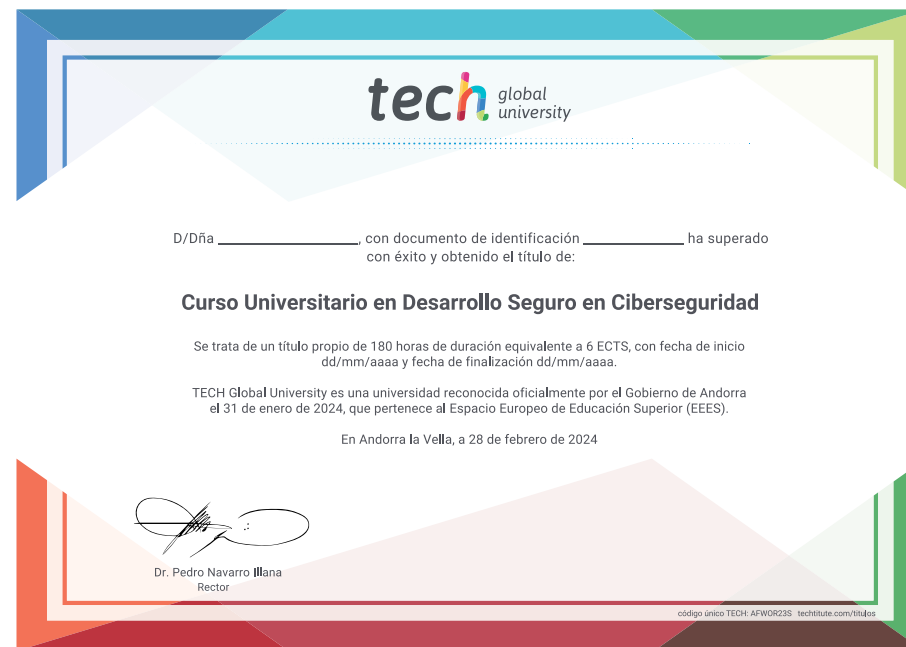 tech global
university
D/Dña ____________________, con documento de identificación ______________ ha superado
con éxito y obtenido el título de:
Curso Universitario en Desarrollo Seguro en Ciberseguridad
Se trata de un título propio de 180 horas de duración equivalente a 6 ECTS, con fecha de inicio
dd/mm/aaaa y fecha de finalización dd/mm/aaaa.
TECH Global University es una universidad reconocida oficialmente por el Gobierno de Andorra
el 31 de enero de 2024, que pertenece al Espacio Europeo de Educación Superior (EEES).
En Andorra la Vella, a 28 de febrero de 2024
Dr. Pedro Navarro Illana
Rector
código único TECH: AFWOR23S techtitute.com/titulos